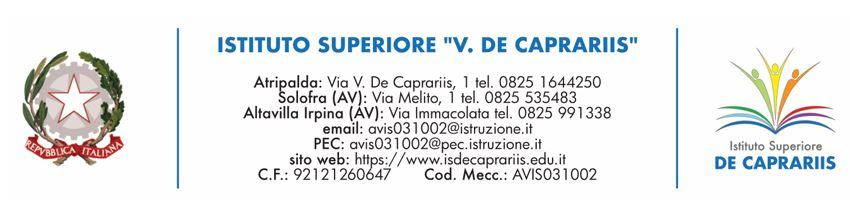 REPVBBLICA ITALIANA
ISTITUTO SUPERIORE "V. DE CAPRARIIS"
Atripalda: Via V. De Caprariis, 1 tel. 0825 1644250
Solofra (AV): Via Melito, 1 tel. 0825 535483
Altavilla Irpina (AV): Via Immacolata tel. 0825 991338
email: avis031002@istruzione.it
PEC: avis031002@pec.istruzione.it
sito web: https://www.isdecaprariis.edu.it
C.F.: 92121260647 Cod. Mecc.: AVIS031002
Istituto Superiore
DE CAPRARIIS